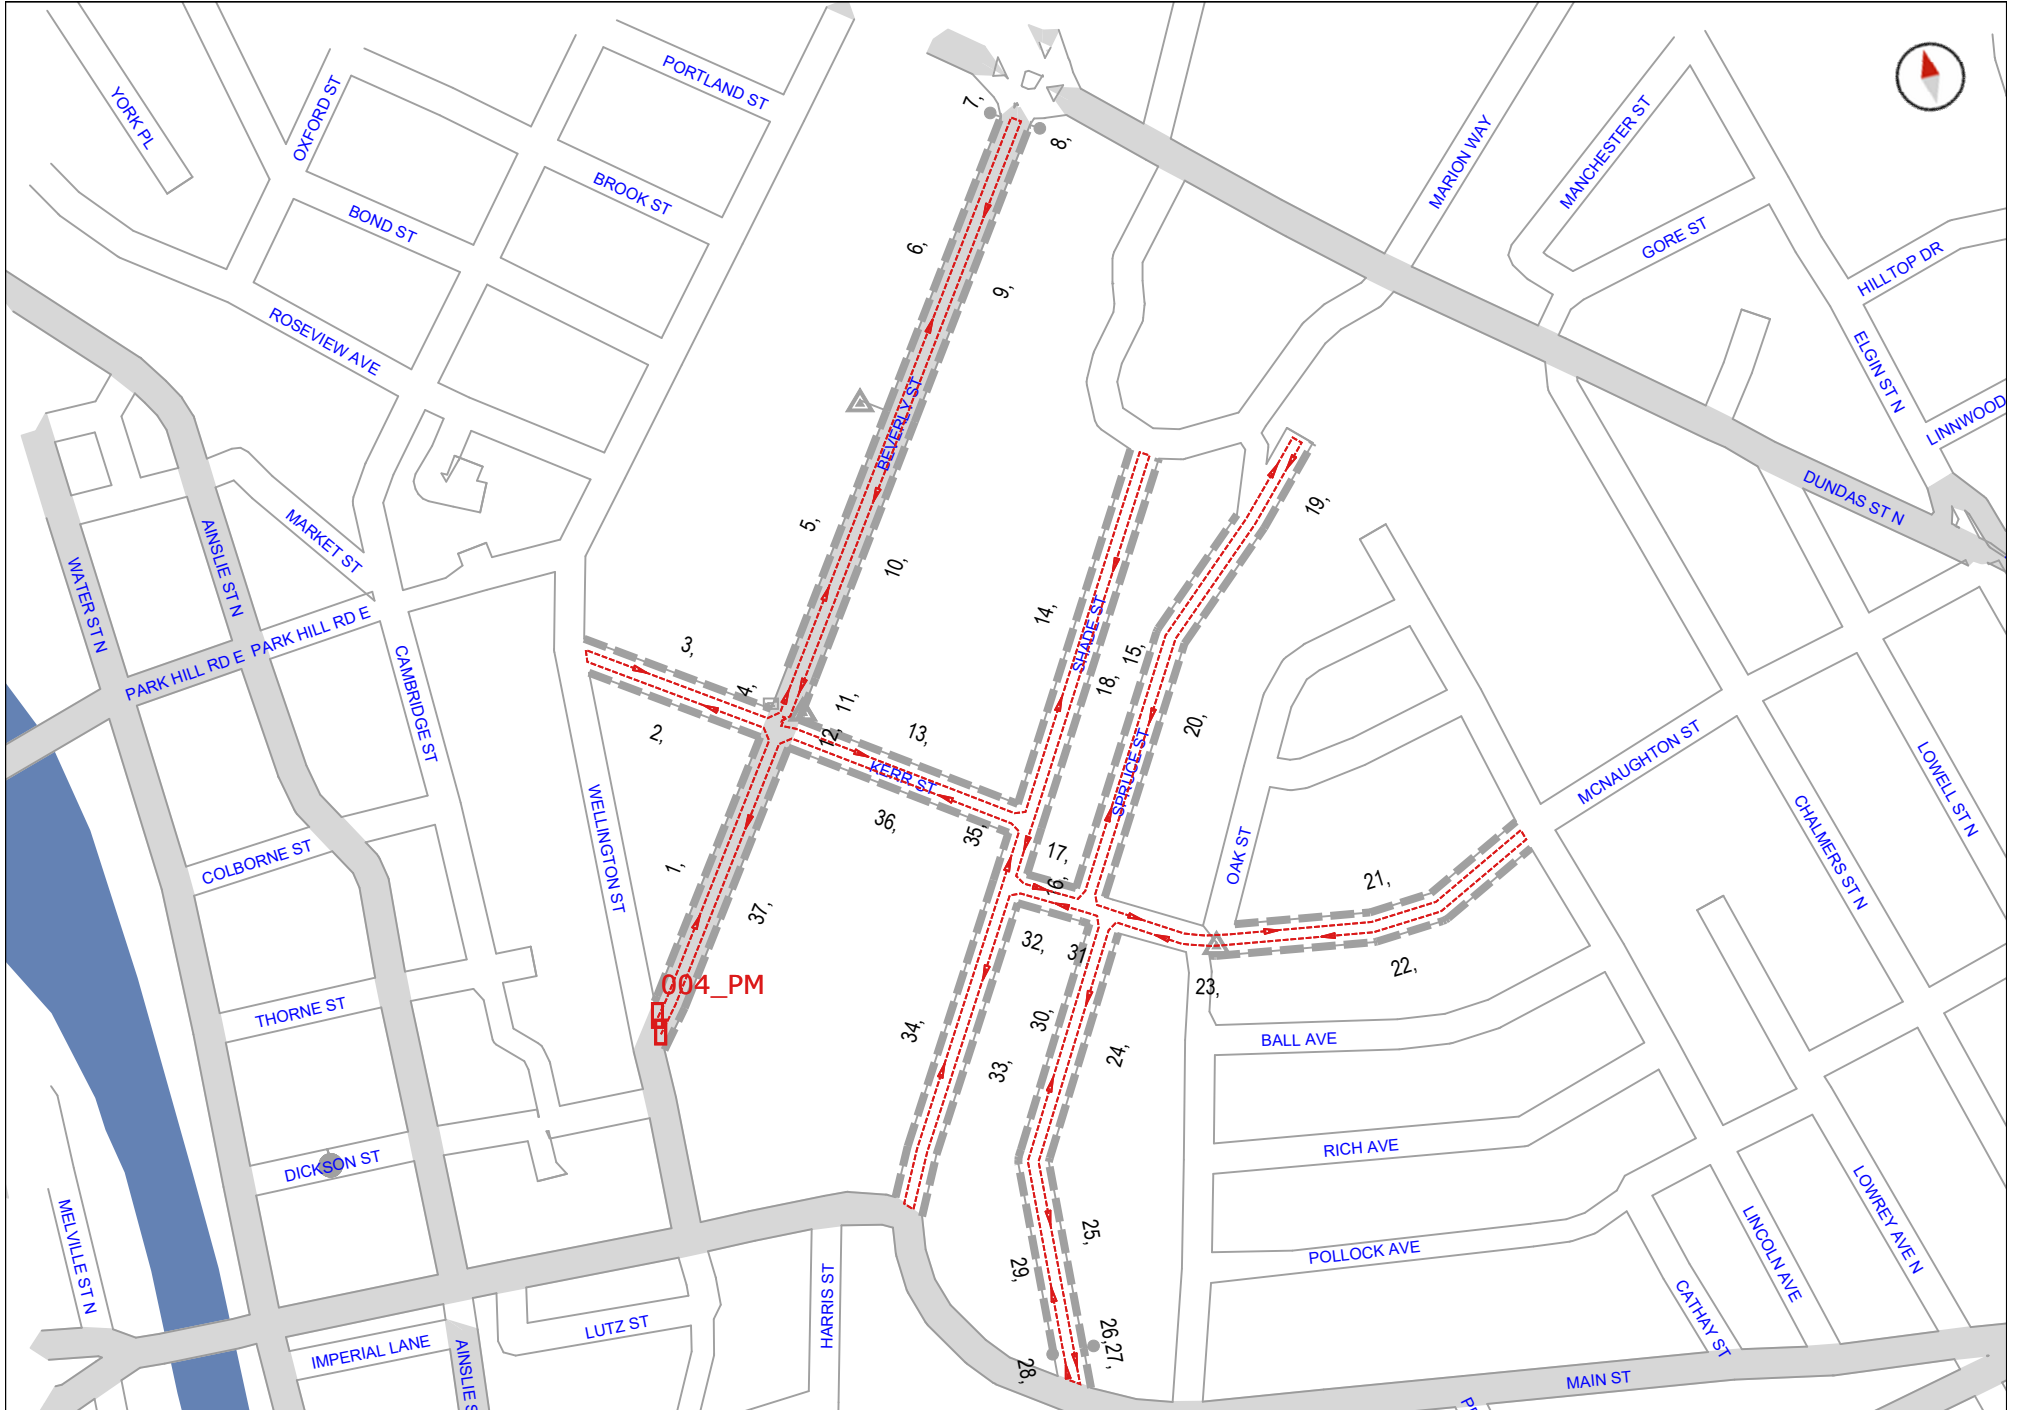 YORK PL
OXFORD ST
PORTLAND ST
BROOK ST
BOND ST
ROSEVIEW AVE
MARION WAY
MANCHESTER ST
GORE ST
HILLTOP DR
ELGIN ST N
LINNWOOD
DUNDAS ST N
7,
8,
6,
9,
BEVERLY ST
5,
10,
MARKET ST
AINSLIE ST N
WATER ST N
PARK HILL RD E
PARK HILL RD E
CAMBRIDGE ST
3,
4,
2,
11,
12,
13,
KERR ST
14,
SHADE ST
18,
15,
19,
20,
SPRUCE ST
MCNAUGHTON ST
LOWELL ST N
CHALMERS ST N
COLBORNE ST
WELLINGTON ST
1,
37,
36,
35,
17,
16,
OAK ST
21,
22,
23,
32,
31
004_PM
THORNE ST
34,
33,
30,
24,
BALL AVE
RICH AVE
POLLOCK AVE
DICKSON ST
MELVILLE ST N
LOWREY AVE N
LINCOLN AVE
CATHAY ST
25,
29,
26,27,
28,
HARRIS ST
LUTZ ST
IMPERIAL LANE
AINSLIE S
MAIN ST